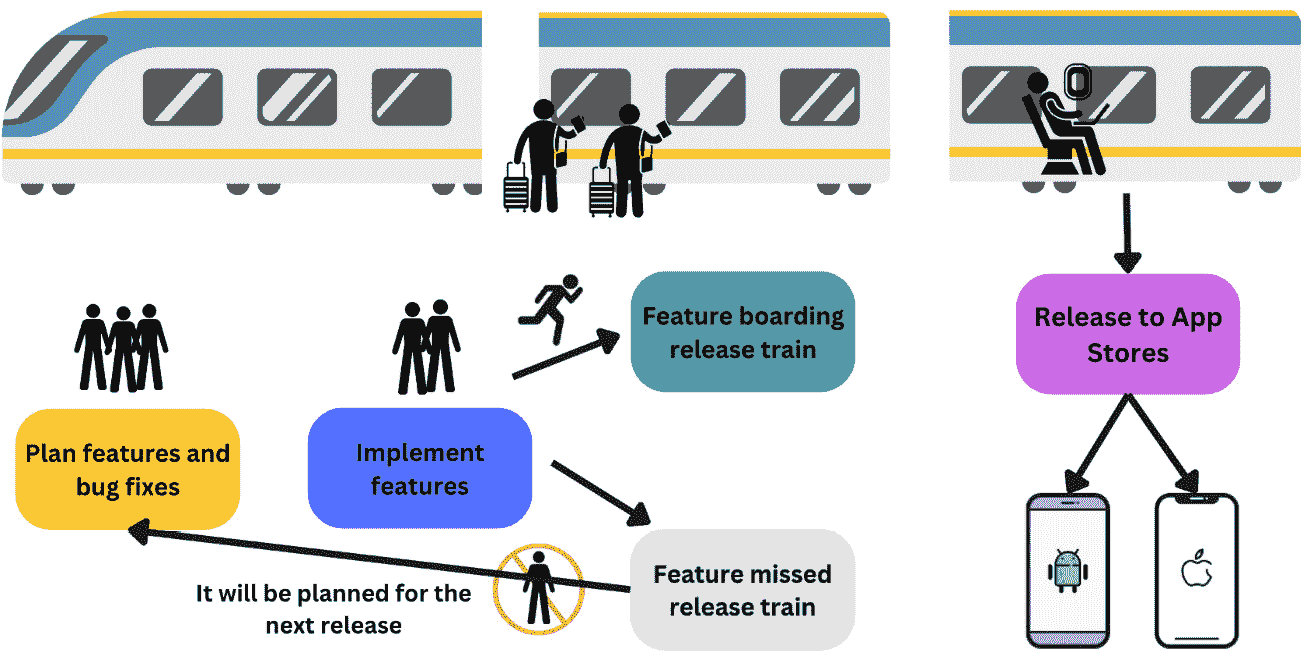 Feature boarding
release train
Release to App
Stores
Plan features and
bug fixes
Implement
features
Feature missed
release train
It will be planned for the
next release